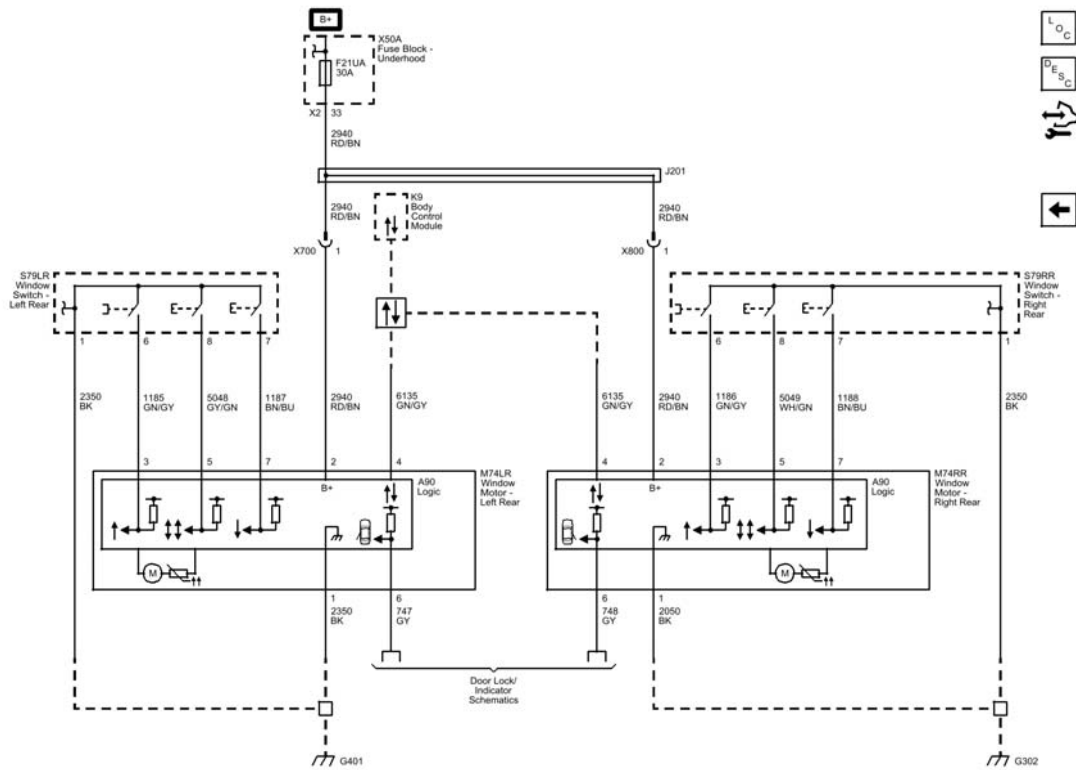 B+
X50A
Fuse Block -
Underhood
F21UA
30A
X2 33
2940
RD/BN
J201
2940
RD/BN
K9
Body
Control
Module
2940
RD/BN
X700 1
X800 1
S79LR
Window
Switch -
Left Rear
S79RR
Window
Switch -
Right
Rear
1 6 8 7
6 8 7 1
2350
BK
1185
GN/GY
5048
GY/GN
1187
BN/BU
2940
RD/BN
6135
GN/GY
6135
GN/GY
2940
RD/BN
1186
GN/GY
5049
WH/GN
1188
BN/BU
2350
BK
3 5 7 2 4
4 2 3 5 7
M74LR
Window
Motor -
Left Rear
M74RR
Window
Motor -
Right Rear
B+
A90
Logic
B+
A90
Logic
M
M
1 6
6 1
2350
BK
747
GY
748
GY
2050
BK
Door Lock/
Indicator
Schematics
G401
G302
LOC
DESC